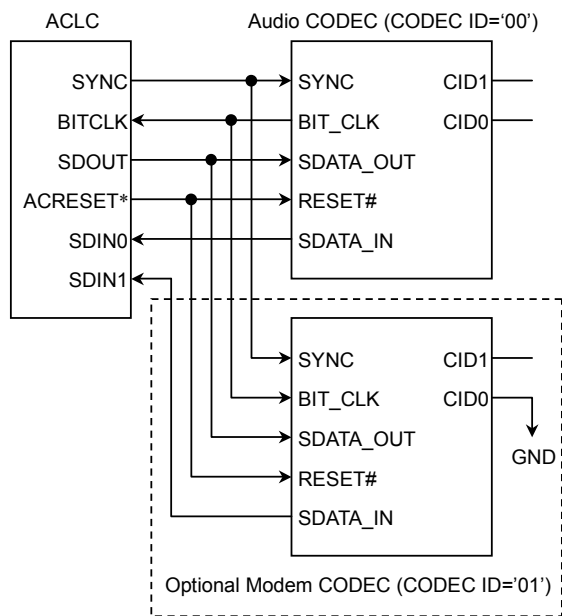 ACLC
Audio CODEC (CODEC ID=‘00’)
SYNC
BITCLK
SDOUT
ACRESET*
SDIN0
SDIN1
SYNC
BIT_CLK
SDATA_OUT
RESET#
SDATA_IN
CID1
CID0
SYNC
BIT_CLK
SDATA_OUT
RESET#
SDATA_IN
CID1
CID0
GND
Optional Modem CODEC (CODEC ID=’01’)